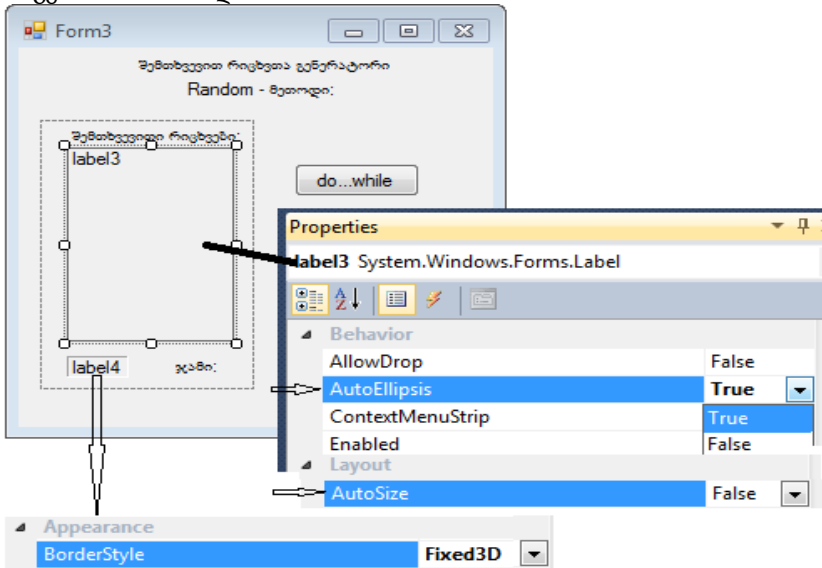 Form3
შემთხვევით რიცხვთა გენერატორი
Random - მეთოდი:
შემთხვევითი რიცხვები:
label3
do...while
label4 ჯამი:
Properties
label3 System.Windows.Forms.Label
Behavior
AllowDrop False
AutoEllipsis True
ContextMenuStrip True
Enabled False
Layout
AutoSize False
Appearance
BorderStyle Fixed3D